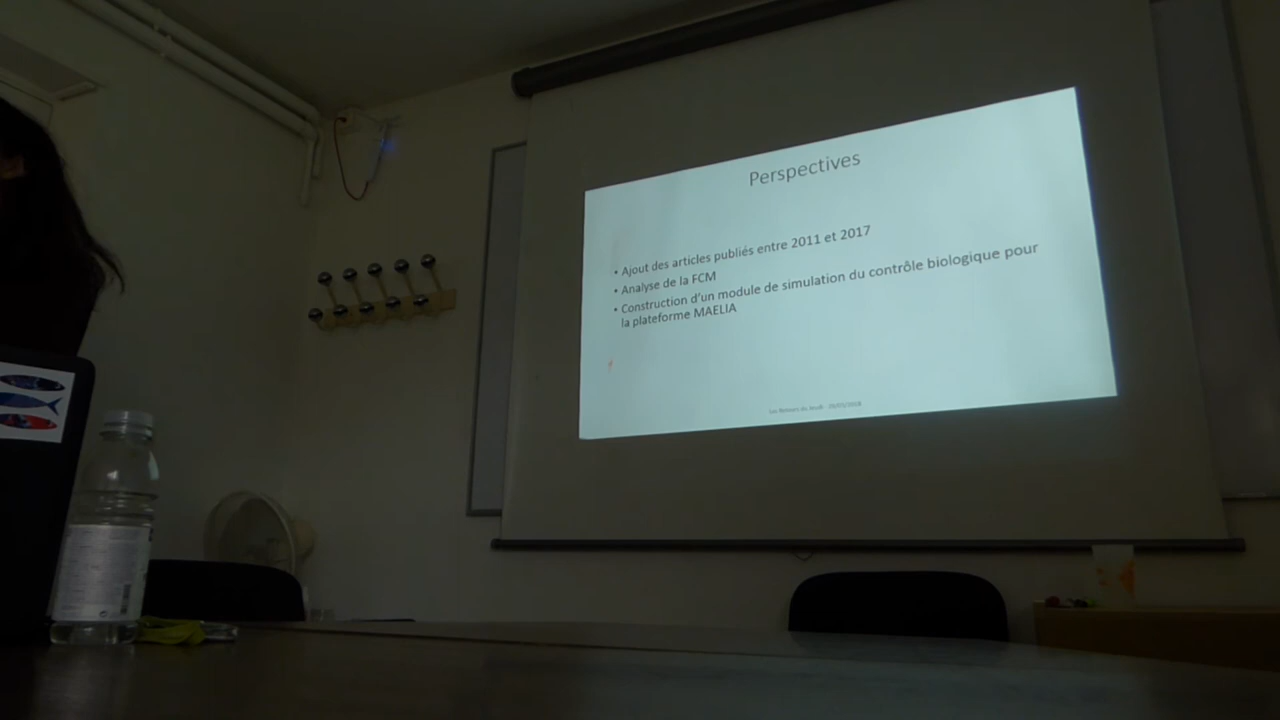 Perspectives
• Ajout des articles publiés entre 2011 et 2017
• Analyse de la FCM
• Construction d'un module de simulation du contrôle biologique pour
la plateforme MAELIA